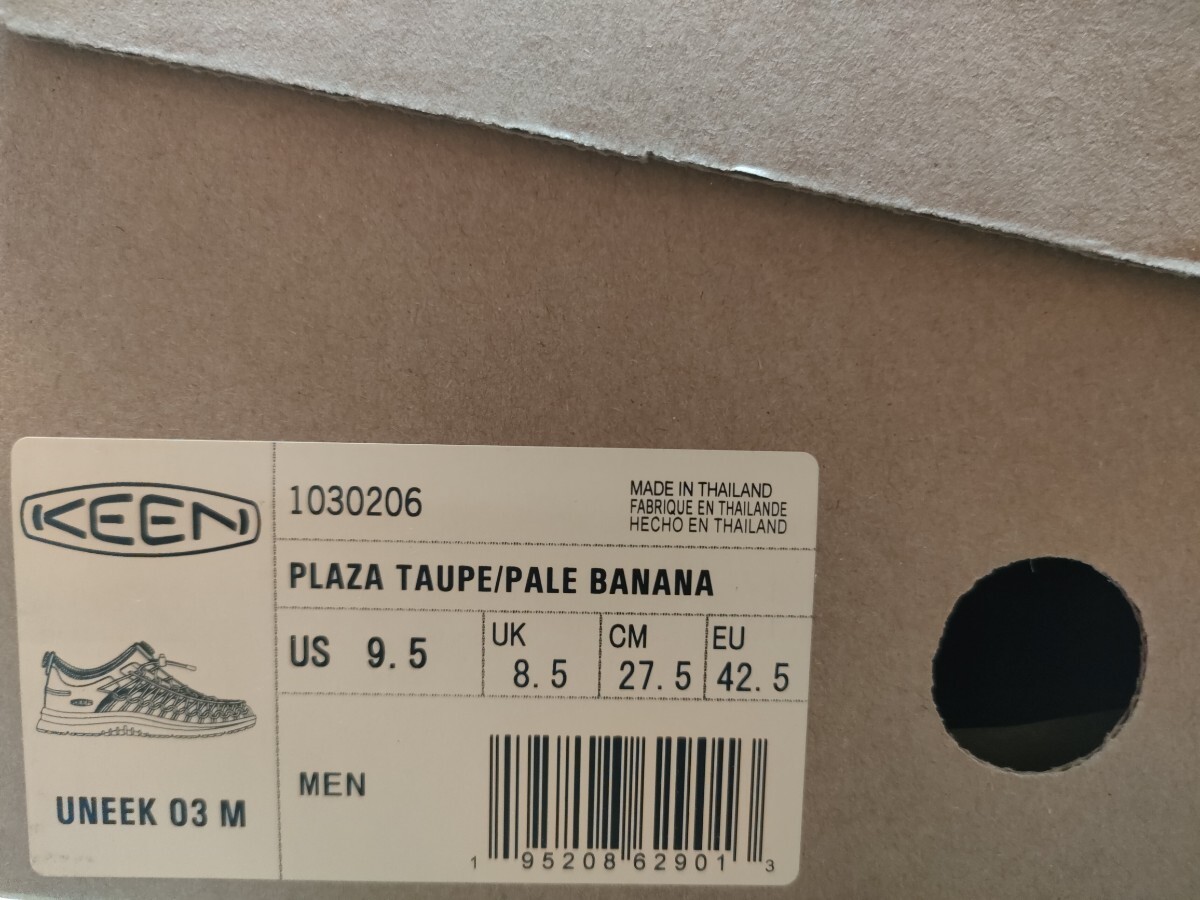 KEEN
1030206
MADE IN THAILAND
FABRIQUE EN THAILANDE
HECHO EN THAILAND
PLAZA TAUPE/PALE BANANA
US 9.5
UK 8.5
CM 27.5
EU 42.5
UNEEK 03 M
MEN
1 95208 62901 3